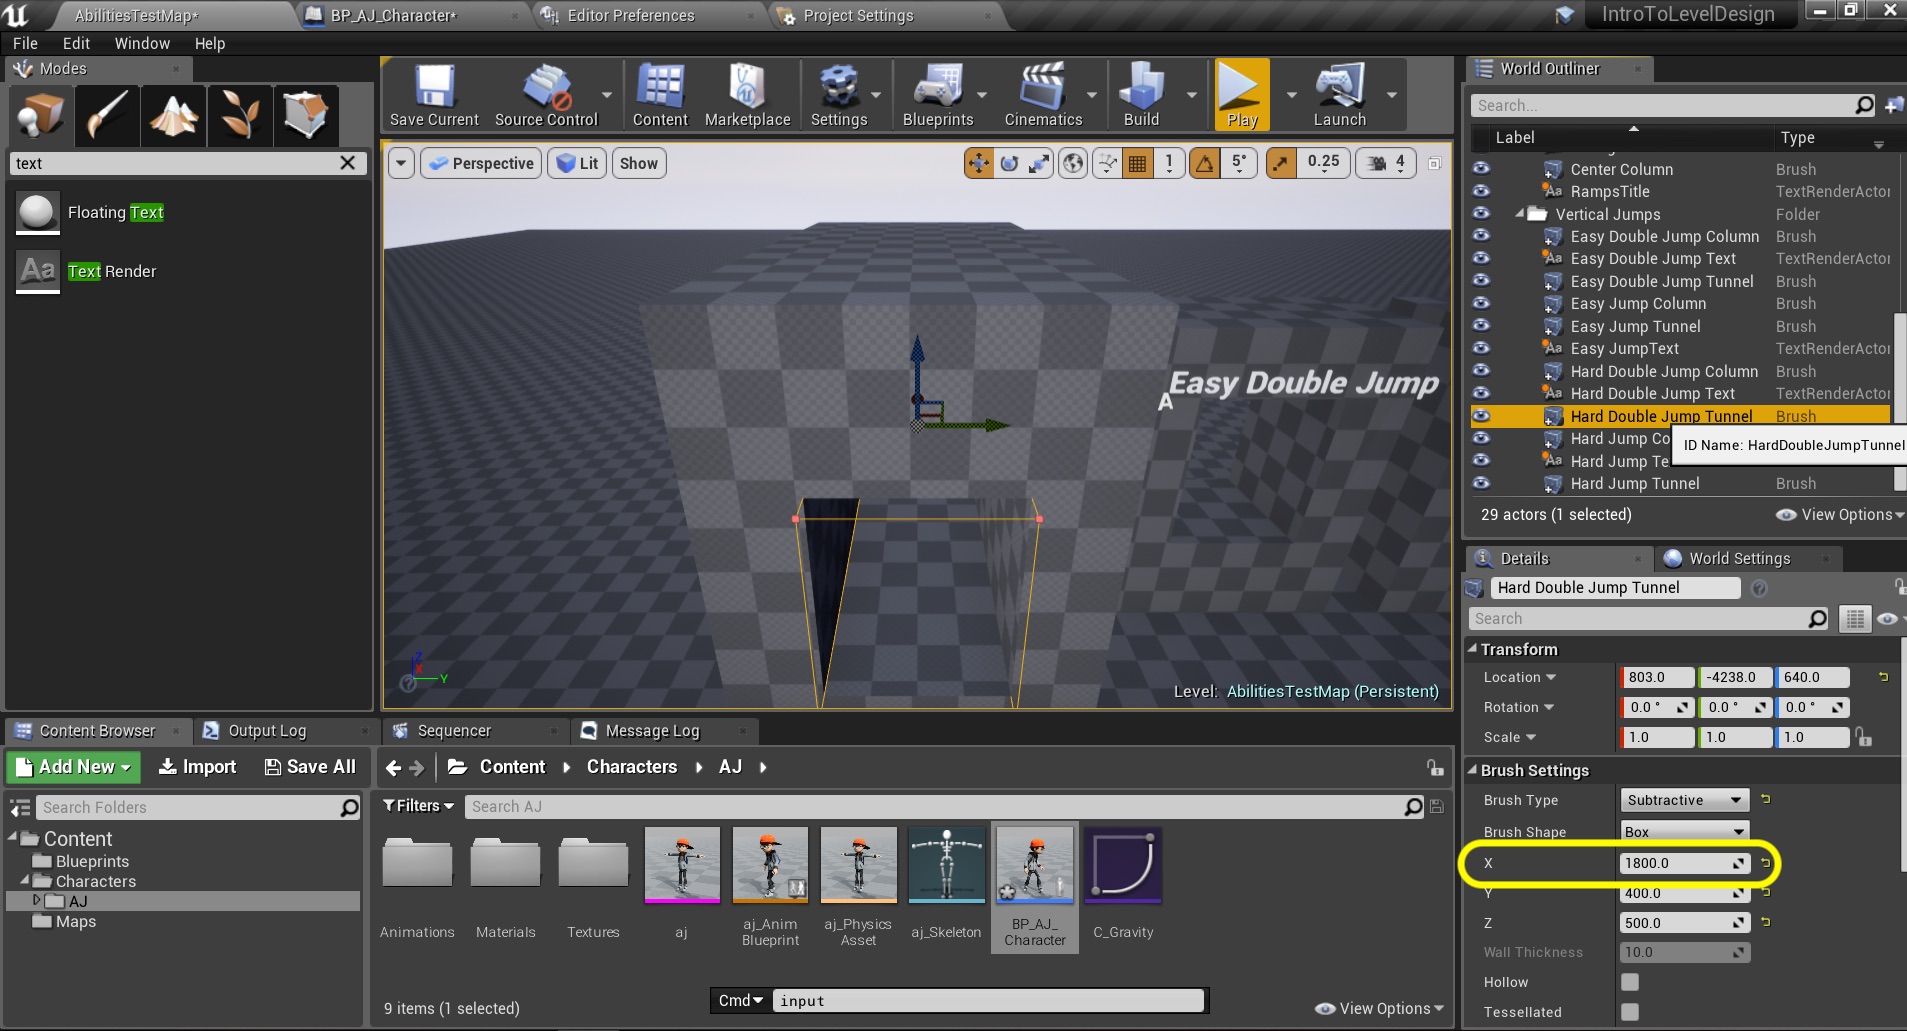 AbilitiesTestMap*
BP_AJ_Character*
Editor Preferences
Project Settings
IntroToLevelDesign
File Edit Window Help
Modes
text
Floating Text
Aa
Text Render
Save Current
Source Control
Content
Marketplace
Settings
Blueprints
Cinematics
Build
Play
Launch
Perspective
Lit
Show
1
5°
0.25
4
Easy Double Jump
A
Z
X
Y
Level: AbilitiesTestMap (Persistent)
World Outliner
Search...
Label Type
Center Column Brush
Aa RampsTitle TextRenderActor
Vertical Jumps Folder
Easy Double Jump Column Brush
Aa Easy Double Jump Text TextRenderActor
Easy Double Jump Tunnel Brush
Easy Jump Column Brush
Easy Jump Tunnel Brush
Aa Easy JumpText TextRenderActor
Hard Double Jump Column Brush
Aa Hard Double Jump Text TextRenderActor
Hard Double Jump Tunnel Brush
Hard Jump Co
ID Name: HardDoubleJumpTunnel
Aa Hard Jump Te
Hard Jump Tunnel Brush
29 actors (1 selected)
View Options
Details
World Settings
Hard Double Jump Tunnel
Search
Transform
Location 803.0 -4238.0 640.0
Rotation 0.0 ° 0.0 ° 0.0 °
Scale 1.0 1.0 1.0
Brush Settings
Brush Type Subtractive
Brush Shape Box
X 1800.0
Y 400.0
Z 500.0
Wall Thickness 10.0
Hollow
Tessellated
Content Browser
Output Log
Sequencer
Message Log
Add New
Import
Save All
Content
Characters
AJ
Search Folders
Filters
Search AJ
Content
Blueprints
Characters
AJ
Maps
Animations
Materials
Textures
aj
aj_Anim
Blueprint
aj_Physics
Asset
aj_Skeleton
BP_AJ_
Character
C_Gravity
9 items (1 selected)
Cmd
input
View Options